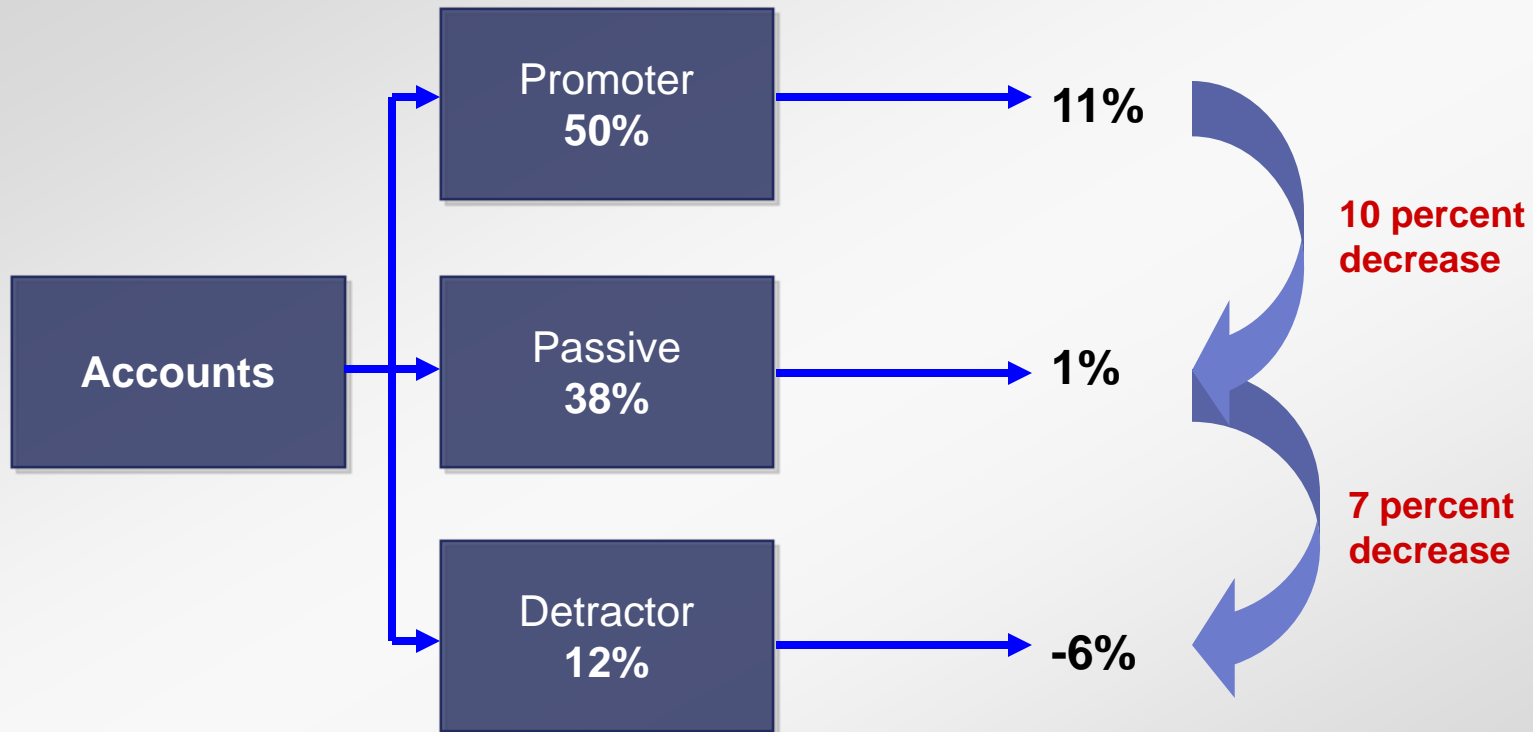 Promoter
50%
11%
10 percent
decrease
Accounts
Passive
38%
1%
7 percent
decrease
Detractor
12%
-6%